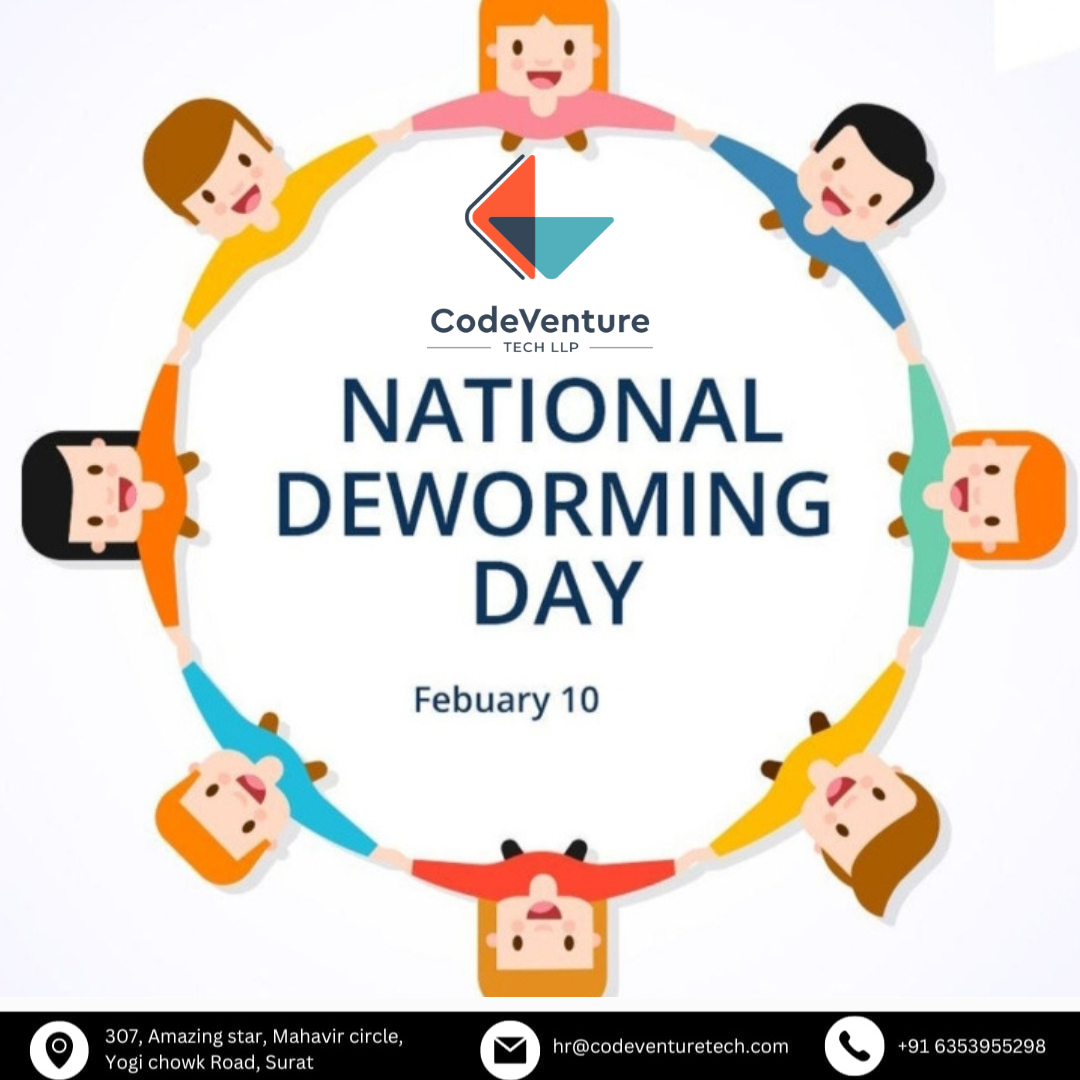 CodeVenture
TECH LLP
NATIONAL
DEWORMING
DAY
Febuary 10
307, Amazing star, Mahavir circle,
Yogi chowk Road, Surat
hr@codeventuretech.com
+91 6353955298